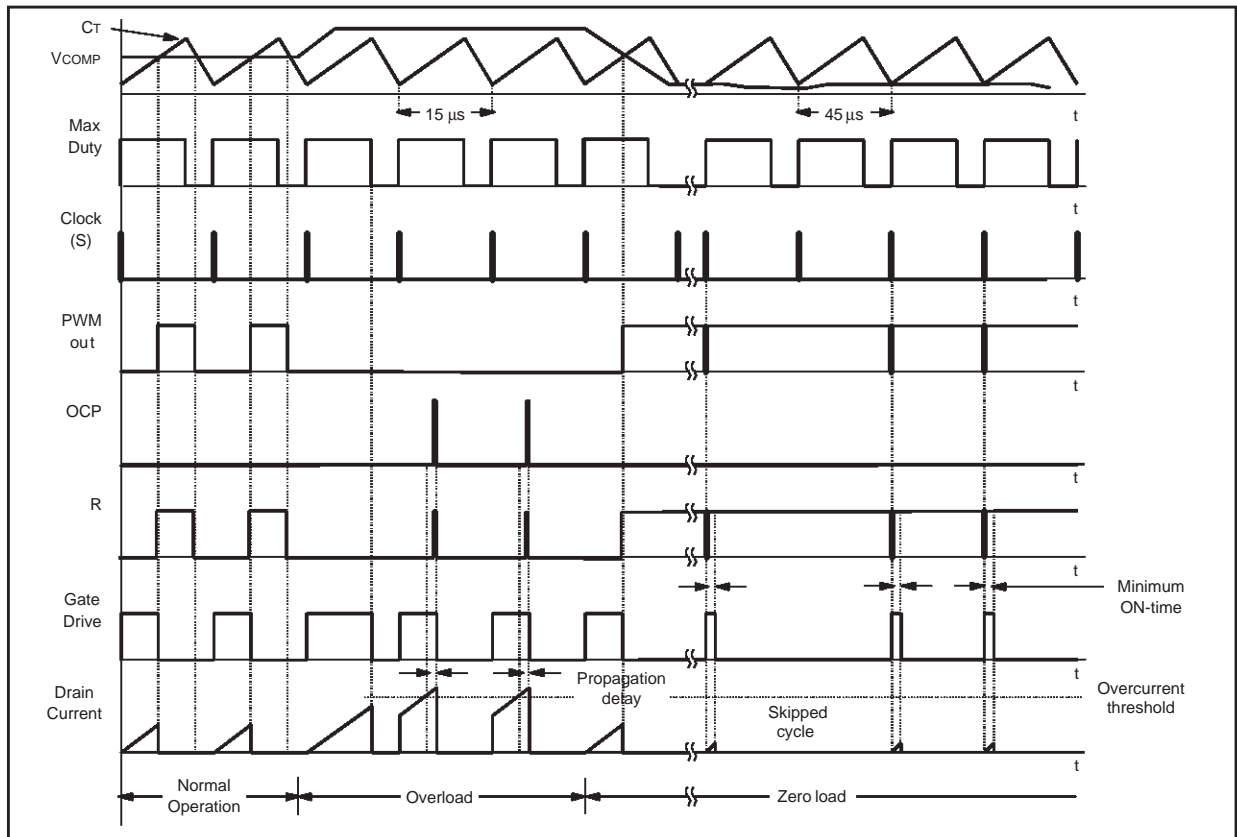 CT
VCOMP
15 µs
45 µs
t
Max
Duty
t
Clock
(S)
t
PWM
out
t
OCP
t
R
t
Minimum
ON-time
Gate
Drive
t
Propagation
delay
Overcurrent
threshold
Drain
Current
Skipped
cycle
t
Normal
Operation
Overload
Zero load